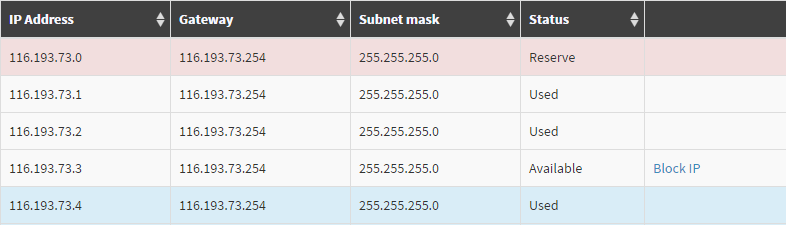 IP Address Gateway Subnet mask Status
116.193.73.0 116.193.73.254 255.255.255.0 Reserve
116.193.73.1 116.193.73.254 255.255.255.0 Used
116.193.73.2 116.193.73.254 255.255.255.0 Used
116.193.73.3 116.193.73.254 255.255.255.0 Available Block IP
116.193.73.4 116.193.73.254 255.255.255.0 Used